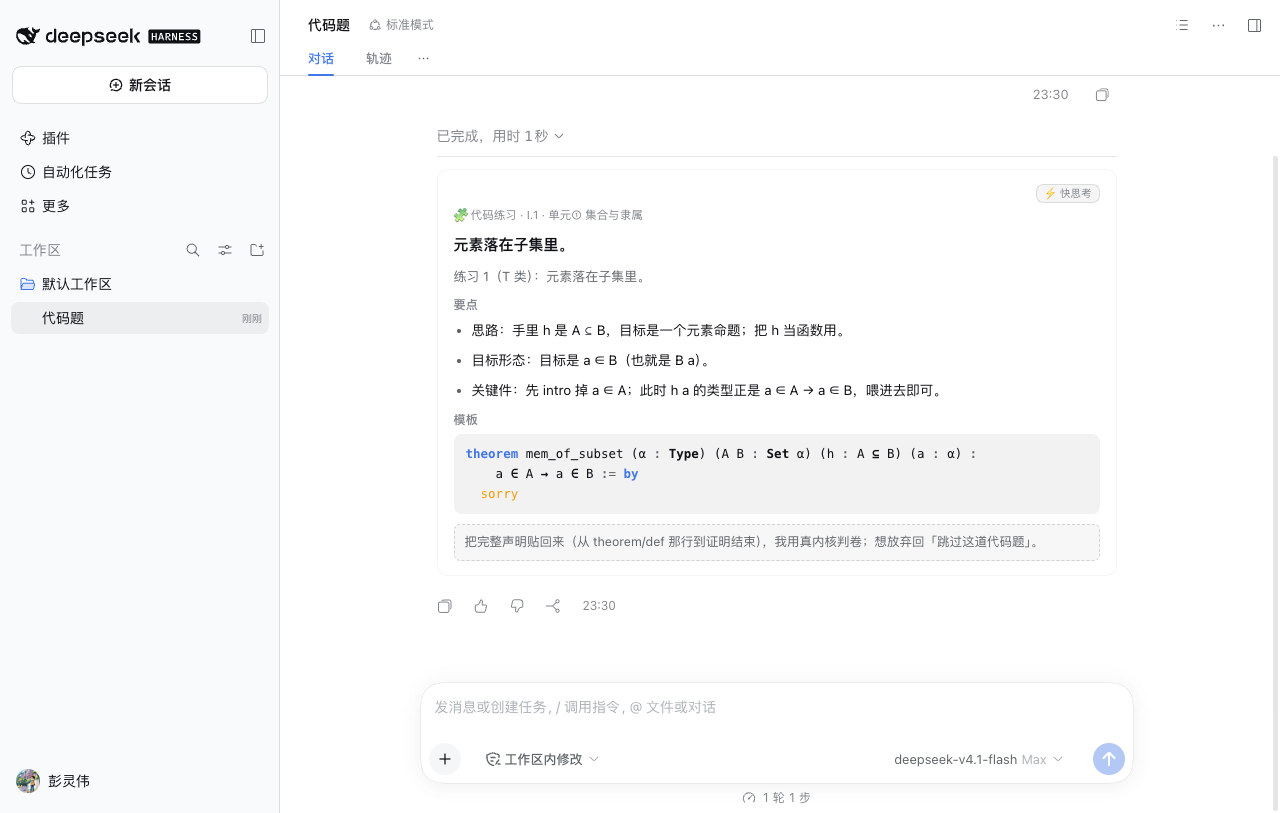 deepseek HARNESS
新会话
插件
自动化任务
更多
工作区
默认工作区
代码题 刚刚
彭灵伟
代码题 标准模式
对话 轨迹 ...
23:30
已完成，用时 1 秒
⚡ 快思考
代码练习 · I.1 · 单元① 集合与隶属
元素落在子集里。
练习 1（T 类）：元素落在子集里。
要点
• 思路：手里 h 是 A ⊆ B，目标是一个元素命题；把 h 当函数用。
• 目标形态：目标是 a ∈ B（也就是 B a）。
• 关键件：先 intro 掉 a ∈ A；此时 h a 的类型正是 a ∈ A → a ∈ B，喂进去即可。
模板
theorem mem_of_subset (α : Type) (A B : Set α) (h : A ⊆ B) (a : α) :
    a ∈ A → a ∈ B := by
  sorry
把完整声明贴回来（从 theorem/def 那行到证明结束），我用真内核判卷；想放弃回「跳过这道代码题」。
23:30
发消息或创建任务, / 调用指令, @ 文件或对话
工作区内修改
deepseek-v4.1-flash Max
1 轮 1 步